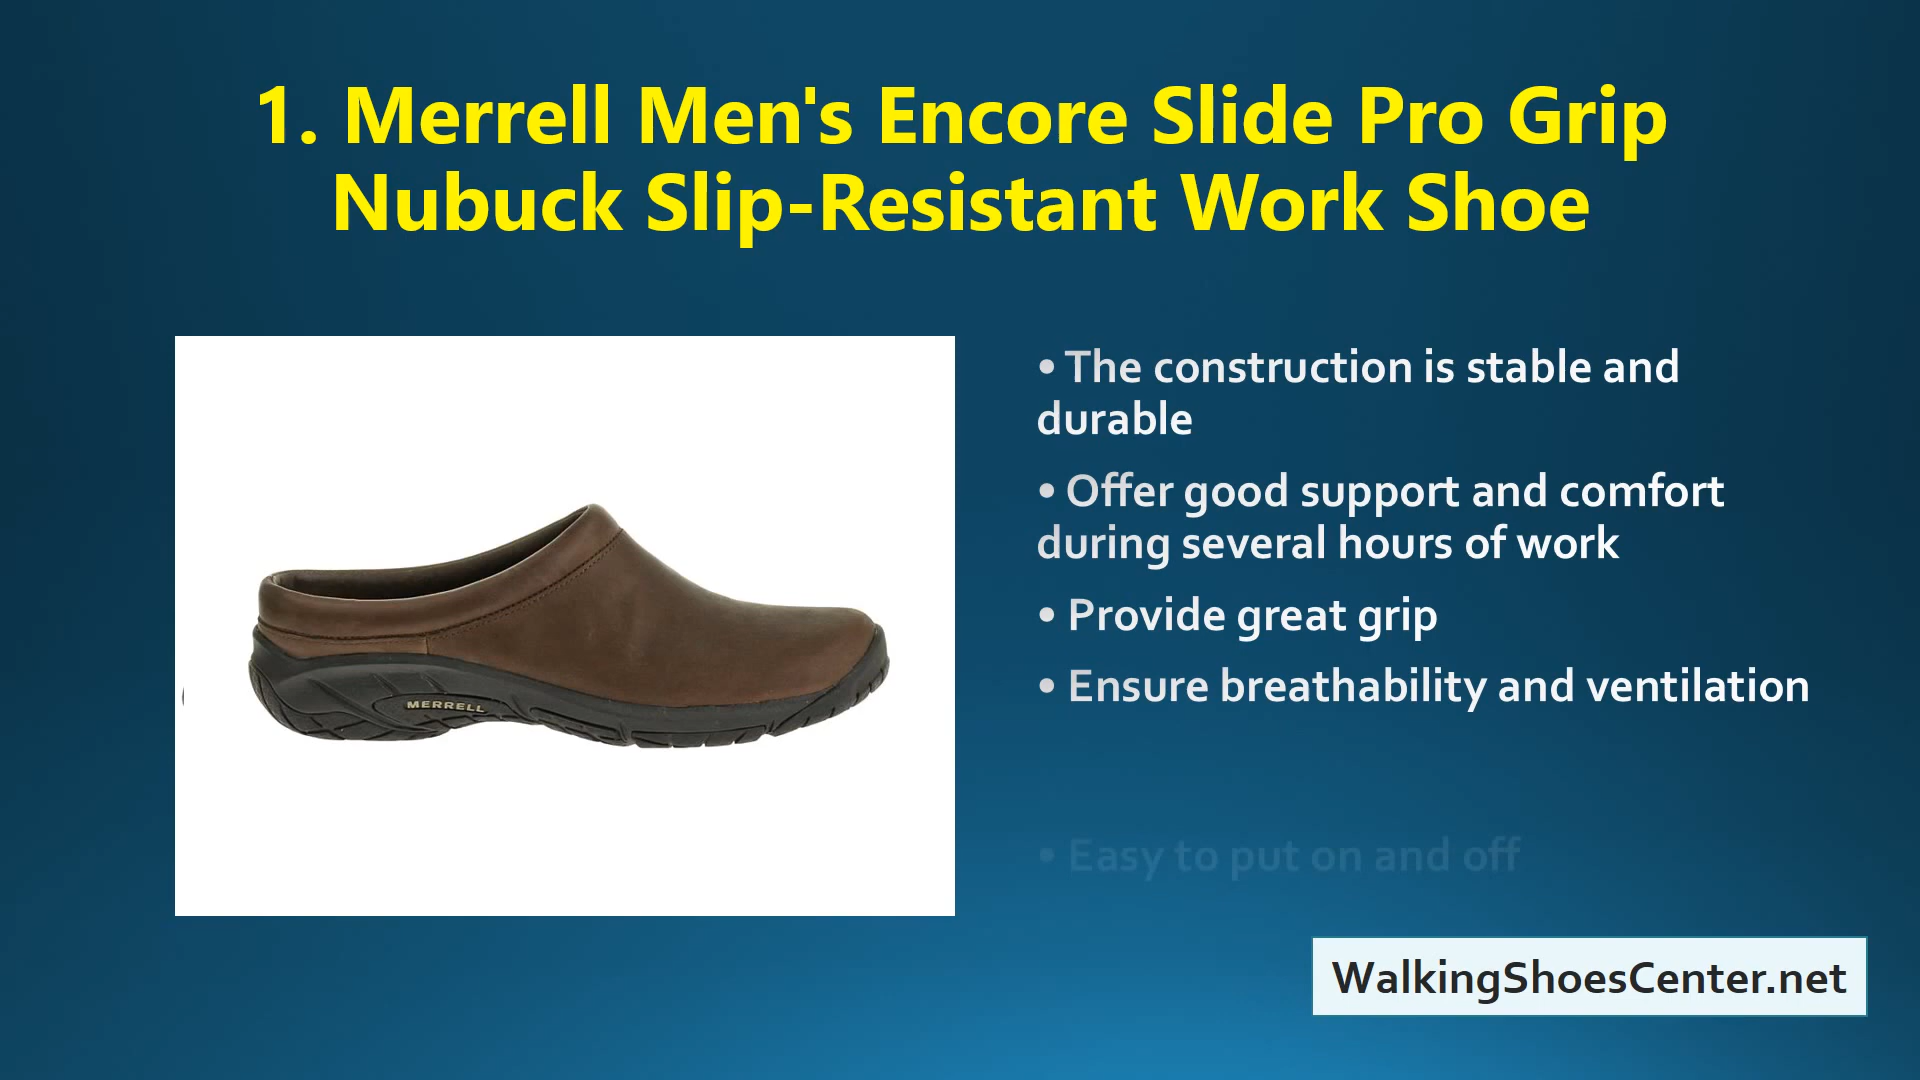 1. Merrell Men's Encore Slide Pro Grip
Nubuck Slip-Resistant Work Shoe
• The construction is stable and
durable
• Offer good support and comfort
during several hours of work
• Provide great grip
• Ensure breathability and ventilation
MERRELL
• Easy to put on and off
WalkingShoesCenter.net